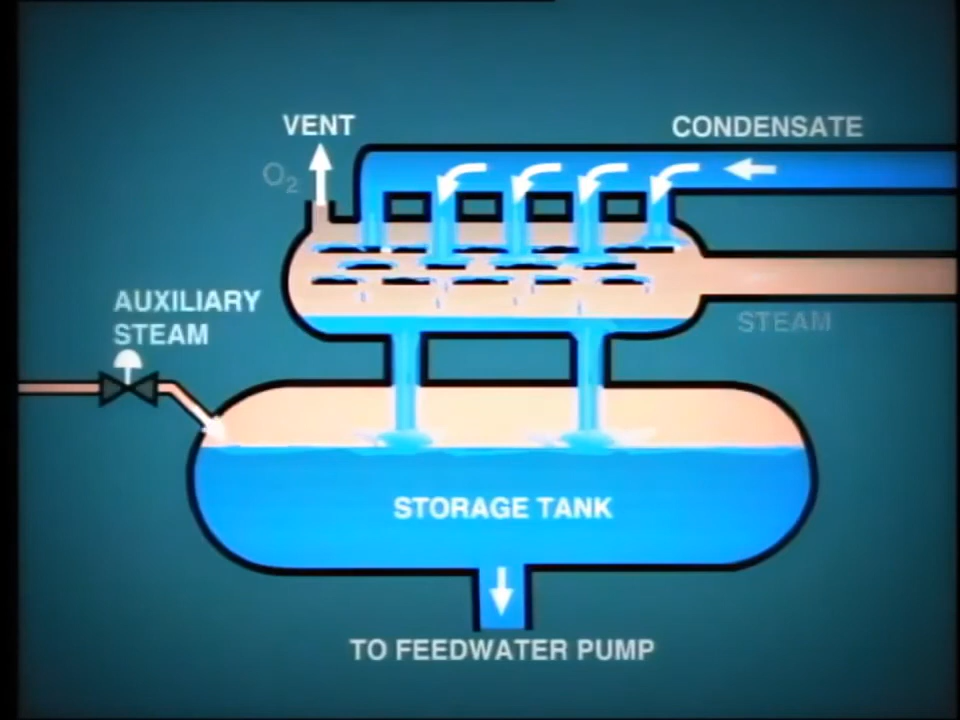 VENT
CONDENSATE
O2
AUXILIARY
STEAM
STEAM
STORAGE TANK
TO FEEDWATER PUMP